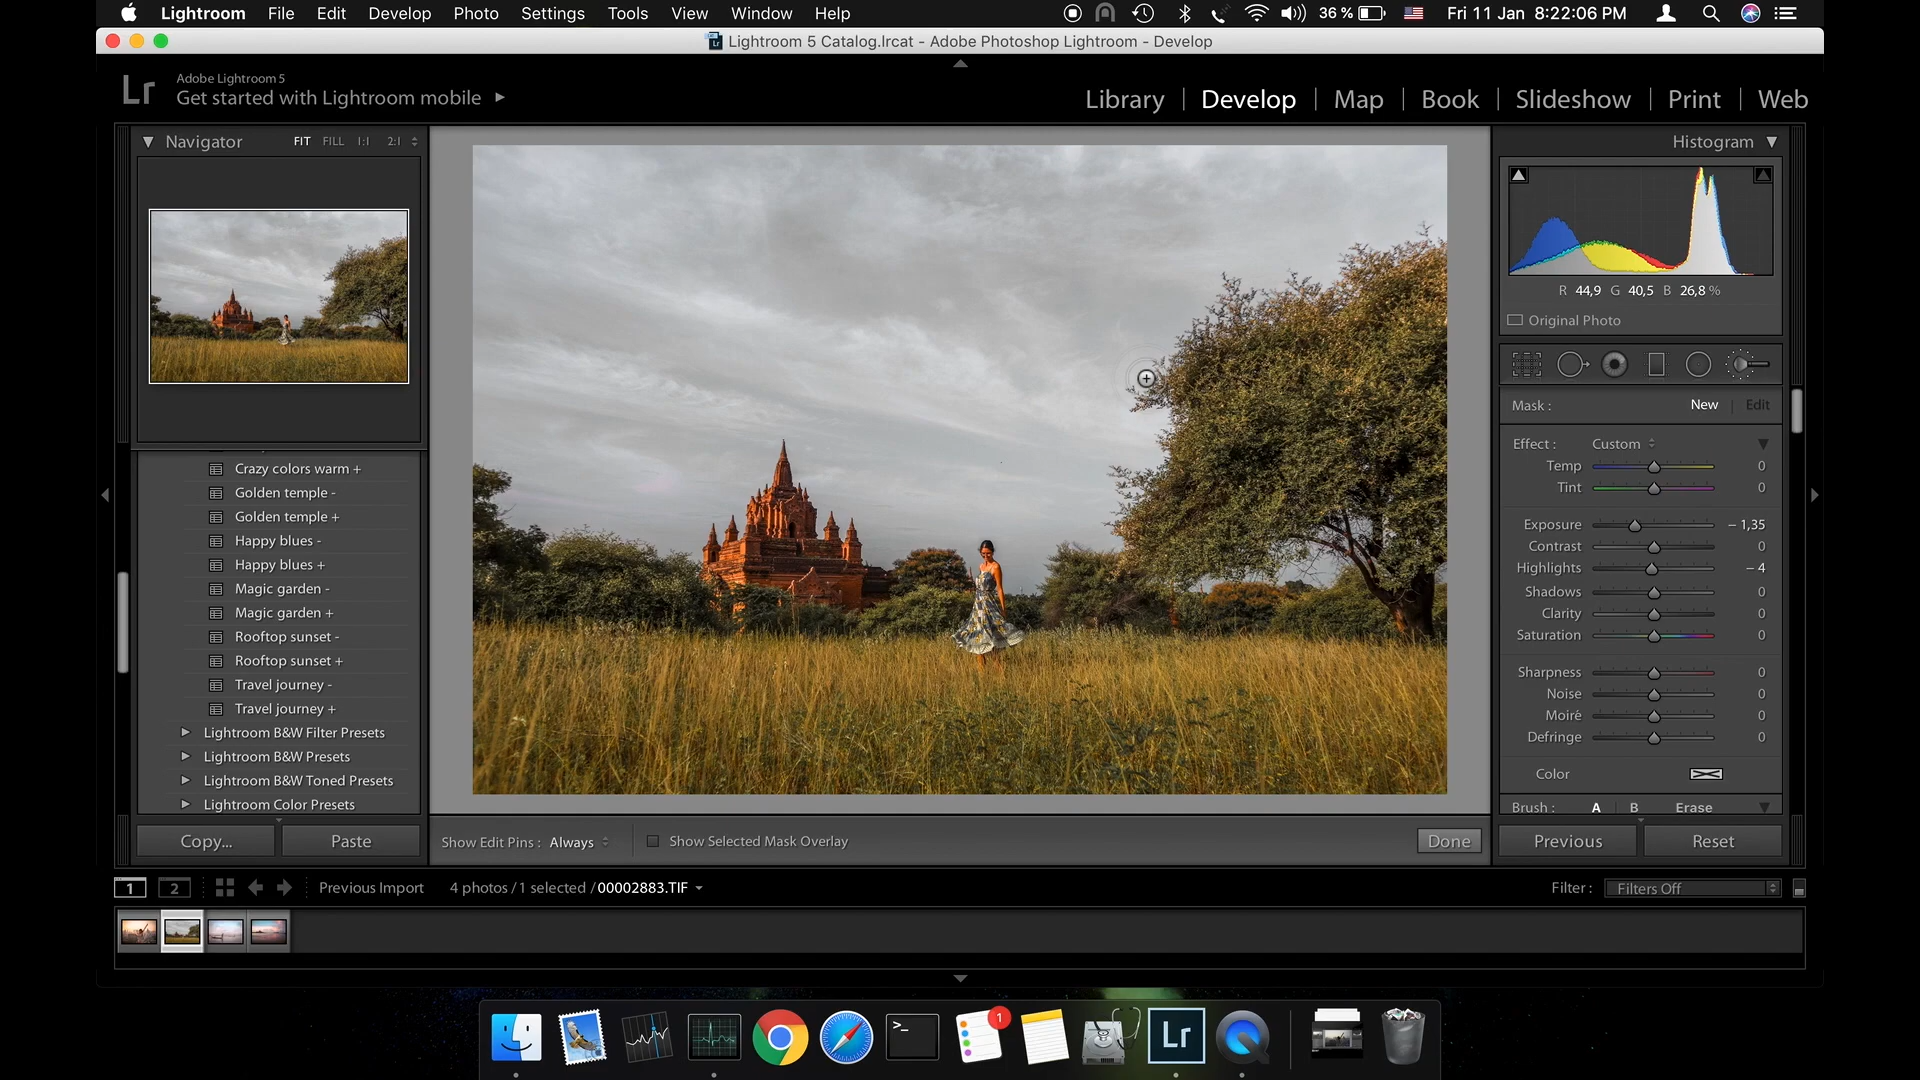 Lightroom File Edit Develop Photo Settings Tools View Window Help 36 % Fri 11 Jan 8:22:06 PM
Lightroom 5 Catalog.lrcat - Adobe Photoshop Lightroom - Develop
Lr
Adobe Lightroom 5
Get started with Lightroom mobile
Library | Develop | Map | Book | Slideshow | Print | Web
Navigator FIT FILL 1:1 2:1
Crazy colors warm +
Golden temple -
Golden temple +
Happy blues -
Happy blues +
Magic garden -
Magic garden +
Rooftop sunset -
Rooftop sunset +
Travel journey -
Travel journey +
Lightroom B&W Filter Presets
Lightroom B&W Presets
Lightroom B&W Toned Presets
Lightroom Color Presets
Copy... Paste
Show Edit Pins : Always Show Selected Mask Overlay Done
Histogram
R 44,9 G 40,5 B 26,8 %
Original Photo
Mask : New | Edit
Effect : Custom
Temp 0
Tint 0
Exposure – 1,35
Contrast 0
Highlights – 4
Shadows 0
Clarity 0
Saturation 0
Sharpness 0
Noise 0
Moiré 0
Defringe 0
Color
Brush : A B Erase
Previous Reset
1 2 Previous Import 4 photos / 1 selected / 00002883.TIF Filter : Filters Off
>_ 1 Lr